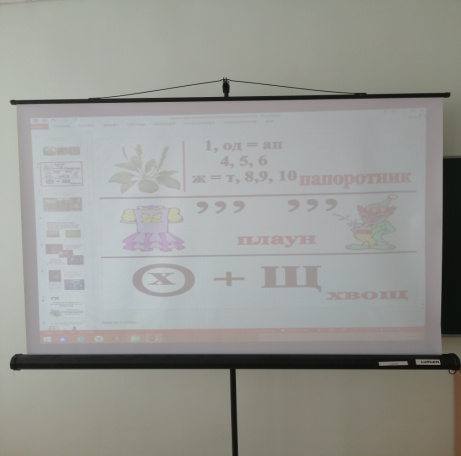 1, од = ап
4, 5, 6
ж = т, 8,9, 10 папоротник
,,, ,,,
плаун
х + Щ
хвощ